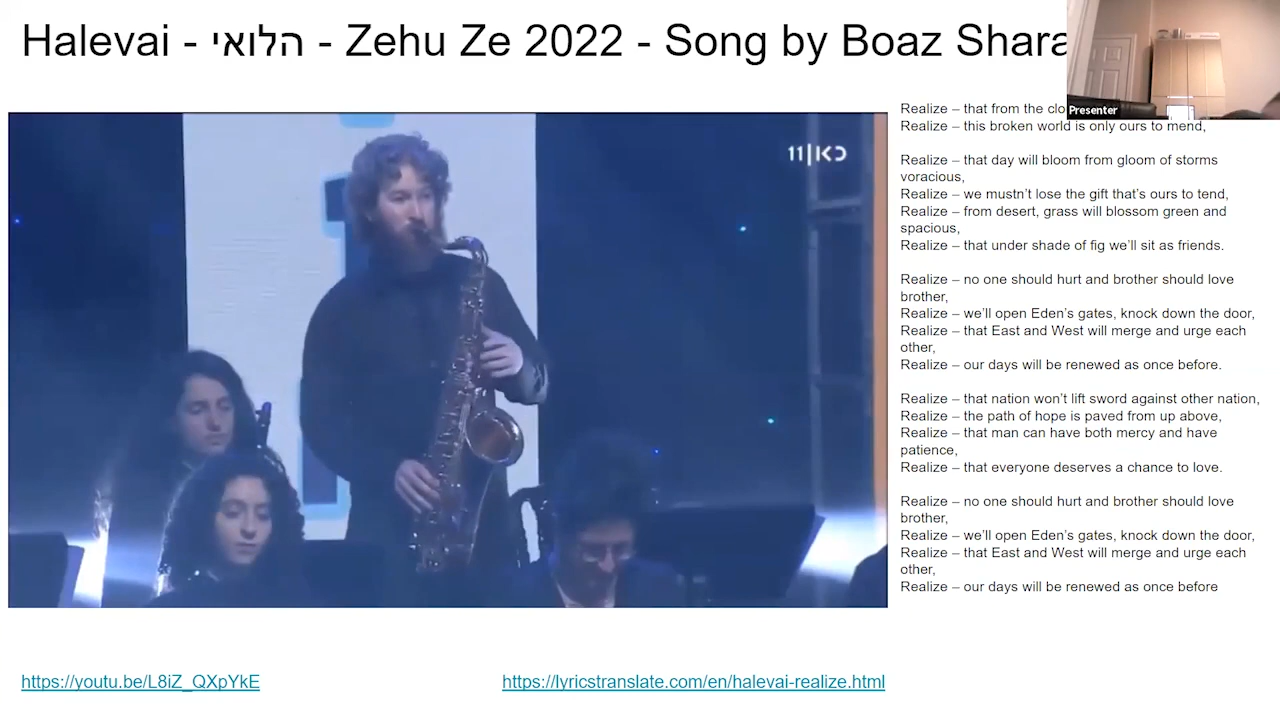 Halevai - הלואי - Zehu Ze 2022 - Song by Boaz Shara
Presenter
כאן|11
Realize – that from the clo
Realize – this broken world is only ours to mend,
Realize – that day will bloom from gloom of storms
voracious,
Realize – we mustn’t lose the gift that’s ours to tend,
Realize – from desert, grass will blossom green and
spacious,
Realize – that under shade of fig we’ll sit as friends.
Realize – no one should hurt and brother should love
brother,
Realize – we’ll open Eden’s gates, knock down the door,
Realize – that East and West will merge and urge each
other,
Realize – our days will be renewed as once before.
Realize – that nation won’t lift sword against other nation,
Realize – the path of hope is paved from up above,
Realize – that man can have both mercy and have
patience,
Realize – that everyone deserves a chance to love.
Realize – no one should hurt and brother should love
brother,
Realize – we’ll open Eden’s gates, knock down the door,
Realize – that East and West will merge and urge each
other,
Realize – our days will be renewed as once before
https://youtu.be/L8iZ_QXpYkE
https://lyricstranslate.com/en/halevai-realize.html